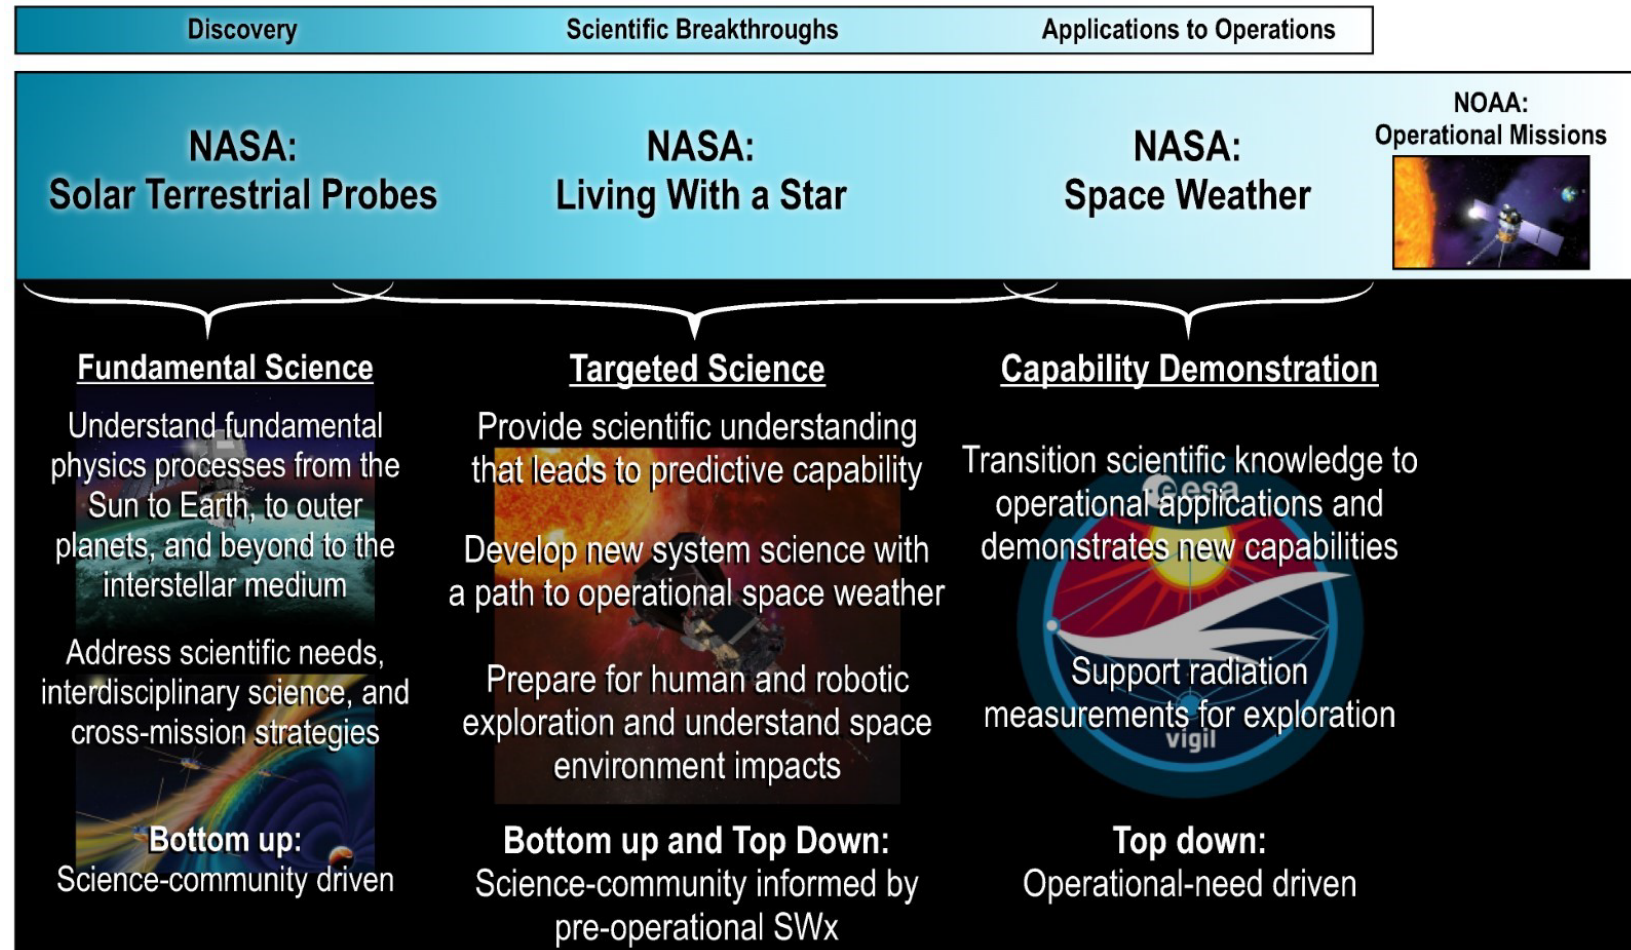 Discovery
Scientific Breakthroughs
Applications to Operations
NASA:
Solar Terrestrial Probes
NASA:
Living With a Star
NASA:
Space Weather
NOAA:
Operational Missions
Fundamental Science
Understand fundamental
physics processes from the
Sun to Earth, to outer
planets, and beyond to the
interstellar medium
Address scientific needs,
interdisciplinary science, and
cross-mission strategies
Bottom up:
Science-community driven
Targeted Science
Provide scientific understanding
that leads to predictive capability
Develop new system science with
a path to operational space weather
Prepare for human and robotic
exploration and understand space
environment impacts
Bottom up and Top Down:
Science-community informed by
pre-operational SWx
Capability Demonstration
Transition scientific knowledge to
esa
operational applications and
demonstrates new capabilities
Support radiation
measurements for exploration
vigil
Top down:
Operational-need driven